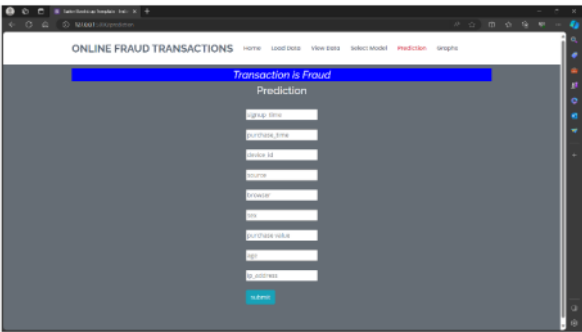 ONLINE FRAUD TRANSACTIONS Home Load Data View Data Select Model Prediction Graphs
Transaction is Fraud
Prediction
signup_time
purchase_time
device_id
source
browser
sex
purchase_value
age
ip_address
submit